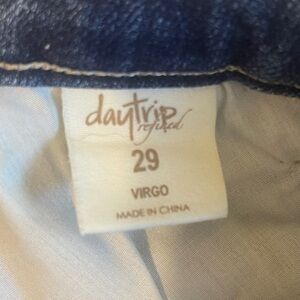 daytrip
refined
29
VIRGO
MADE IN CHINA